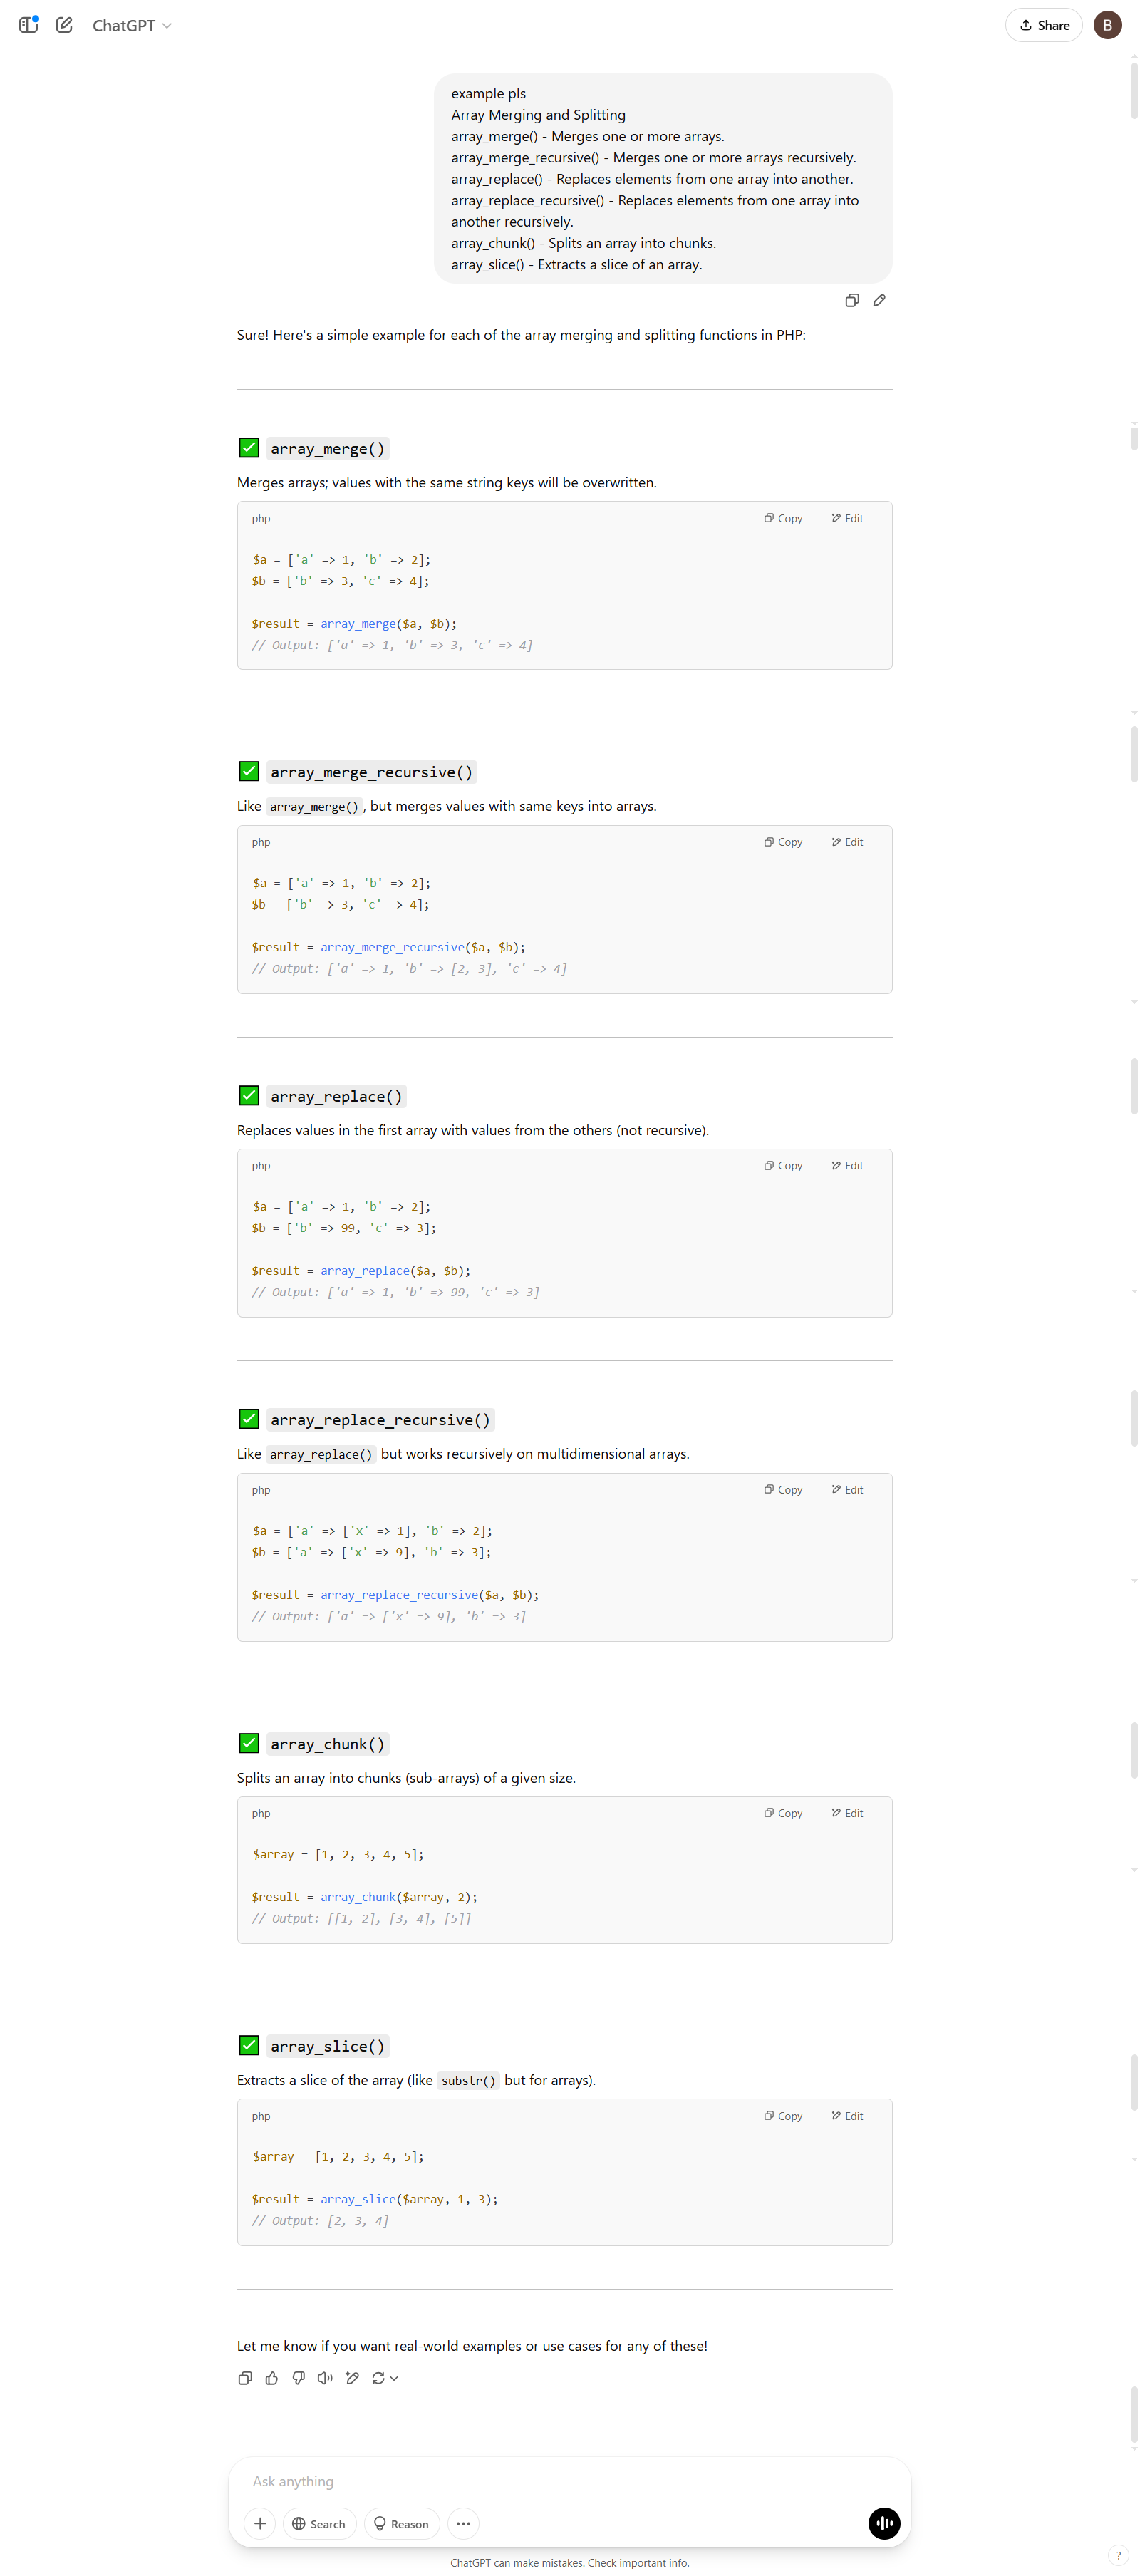 ChatGPT
Share
B
example pls
Array Merging and Splitting
array_merge() - Merges one or more arrays.
array_merge_recursive() - Merges one or more arrays recursively.
array_replace() - Replaces elements from one array into another.
array_replace_recursive() - Replaces elements from one array into
another recursively.
array_chunk() - Splits an array into chunks.
array_slice() - Extracts a slice of an array.
Sure! Here's a simple example for each of the array merging and splitting functions in PHP:
✅ array_merge()
Merges arrays; values with the same string keys will be overwritten.
php Copy Edit
$a = ['a' => 1, 'b' => 2];
$b = ['b' => 3, 'c' => 4];
$result = array_merge($a, $b);
// Output: ['a' => 1, 'b' => 3, 'c' => 4]
✅ array_merge_recursive()
Like array_merge(), but merges values with same keys into arrays.
php Copy Edit
$a = ['a' => 1, 'b' => 2];
$b = ['b' => 3, 'c' => 4];
$result = array_merge_recursive($a, $b);
// Output: ['a' => 1, 'b' => [2, 3], 'c' => 4]
✅ array_replace()
Replaces values in the first array with values from the others (not recursive).
php Copy Edit
$a = ['a' => 1, 'b' => 2];
$b = ['b' => 99, 'c' => 3];
$result = array_replace($a, $b);
// Output: ['a' => 1, 'b' => 99, 'c' => 3]
✅ array_replace_recursive()
Like array_replace() but works recursively on multidimensional arrays.
php Copy Edit
$a = ['a' => ['x' => 1], 'b' => 2];
$b = ['a' => ['x' => 9], 'b' => 3];
$result = array_replace_recursive($a, $b);
// Output: ['a' => ['x' => 9], 'b' => 3]
✅ array_chunk()
Splits an array into chunks (sub-arrays) of a given size.
php Copy Edit
$array = [1, 2, 3, 4, 5];
$result = array_chunk($array, 2);
// Output: [[1, 2], [3, 4], [5]]
✅ array_slice()
Extracts a slice of the array (like substr() but for arrays).
php Copy Edit
$array = [1, 2, 3, 4, 5];
$result = array_slice($array, 1, 3);
// Output: [2, 3, 4]
Let me know if you want real-world examples or use cases for any of these!
Ask anything
Search Reason
ChatGPT can make mistakes. Check important info.
?